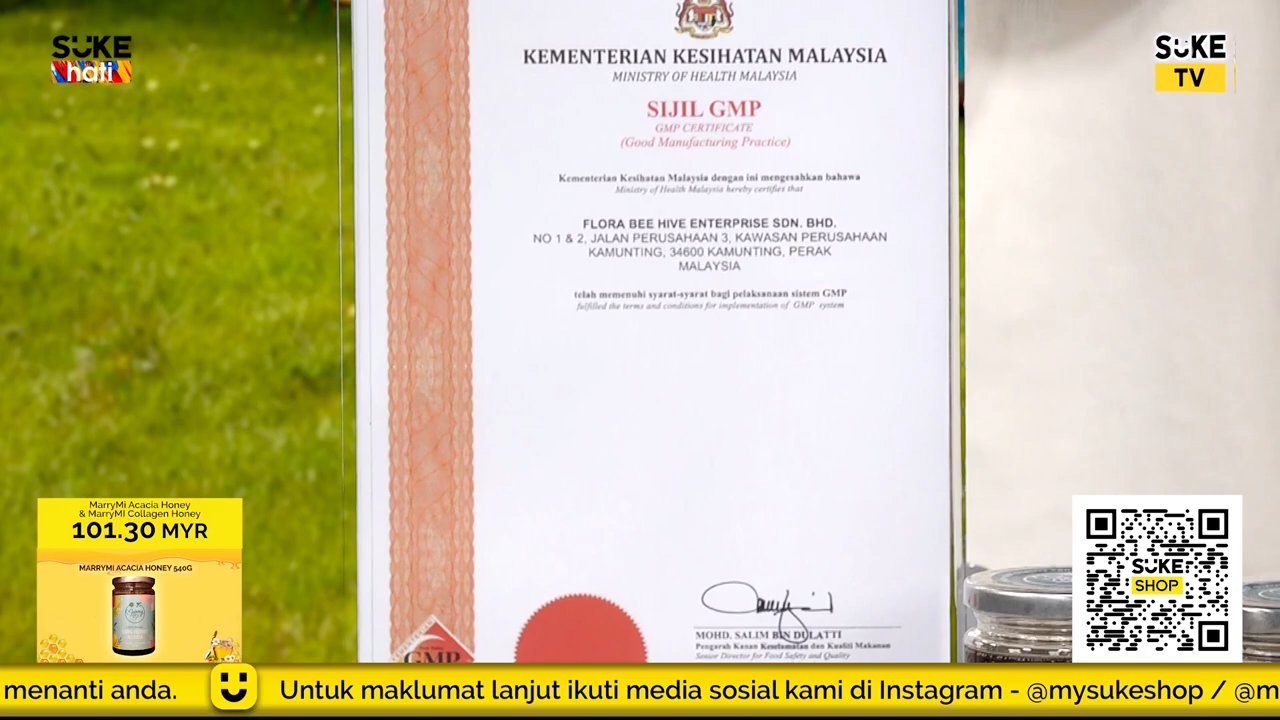 SUKE
hati
SUKE
TV
KEMENTERIAN KESIHATAN MALAYSIA
MINISTRY OF HEALTH MALAYSIA
SIJIL GMP
GMP CERTIFICATE
(Good Manufacturing Practice)
Kementerian Kesihatan Malaysia dengan ini mengesahkan bahawa
Ministry of Health Malaysia hereby certifies that
FLORA BEE HIVE ENTERPRISE SDN. BHD.
NO 1 & 2, JALAN PERUSAHAAN 3, KAWASAN PERUSAHAAN
KAMUNTING, 34600 KAMUNTING, PERAK
MALAYSIA
telah memenuhi syarat-syarat bagi pelaksanaan sistem GMP
fulfilled the terms and conditions for implementation of GMP system
MOHD. SALIM BIN DULATTI
Pengarah Kanan Keselamatan dan Kualiti Makanan
Senior Director for Food Safety and Quality
GMP
MarryMi Acacia Honey
& MarryMI Collagen Honey
101.30 MYR
MARRYMI ACACIA HONEY 540G
SUKE
SHOP
menanti anda. Untuk maklumat lanjut ikuti media sosial kami di Instagram - @mysukeshop / @m